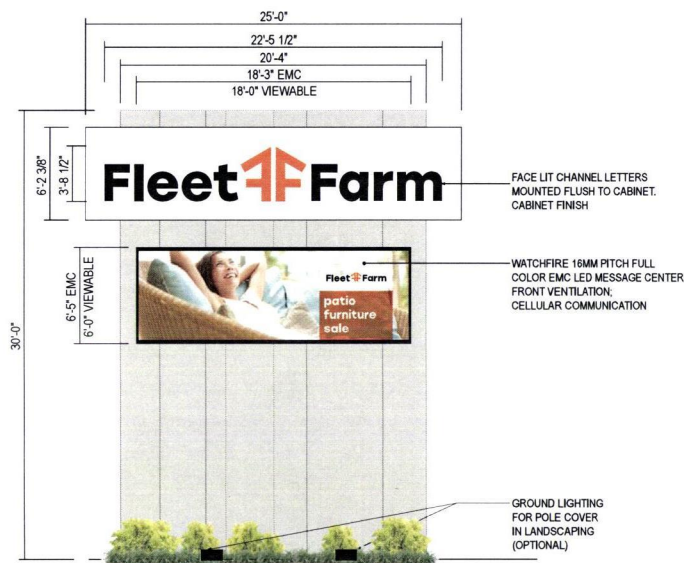 25'-0"
22'-5 1/2"
20'-4"
18'-3" EMC
18'-0" VIEWABLE
6'-2 3/8"
3'-8 1/2"
Fleet Farm
FACE LIT CHANNEL LETTERS
MOUNTED FLUSH TO CABINET.
CABINET FINISH
30'-0"
6'-5" EMC
6'-0" VIEWABLE
Fleet Farm
patio
furniture
sale
WATCHFIRE 16MM PITCH FULL
COLOR EMC LED MESSAGE CENTER
FRONT VENTILATION;
CELLULAR COMMUNICATION
GROUND LIGHTING
FOR POLE COVER
IN LANDSCAPING
(OPTIONAL)